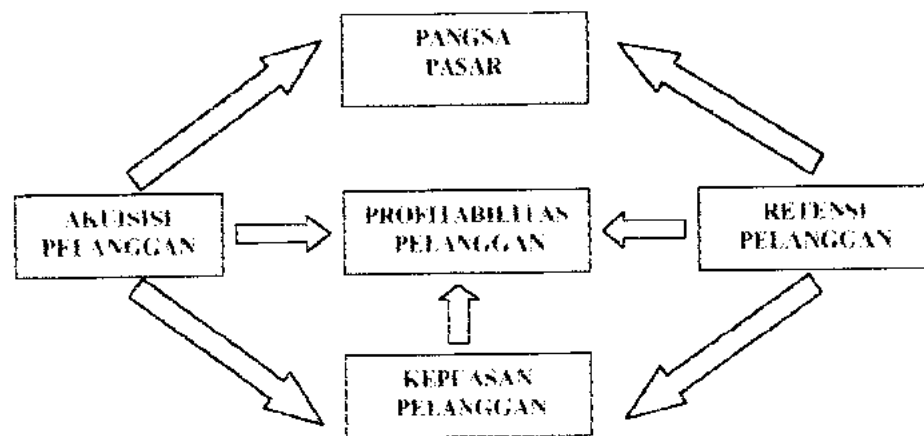 PANGSA
PASAR
AKUISISI
PELANGGAN
PROFITABILITAS
PELANGGAN
RETENSI
PELANGGAN
KEPUASAN
PELANGGAN